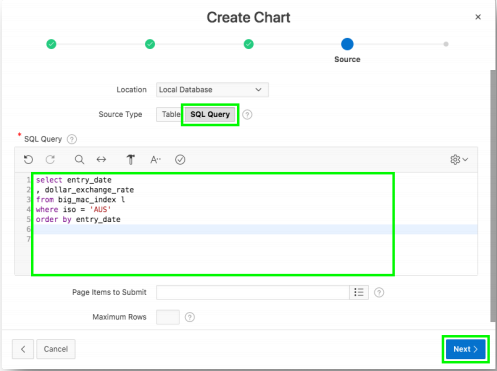 Create Chart
×
Source
Location Local Database
Source Type Table SQL Query
* SQL Query
A··
1 select entry_date
2 , dollar_exchange_rate
3 from big_mac_index l
4 where iso = 'AUS'
5 order by entry_date
6
7
Page Items to Submit
Maximum Rows
< Cancel Next >